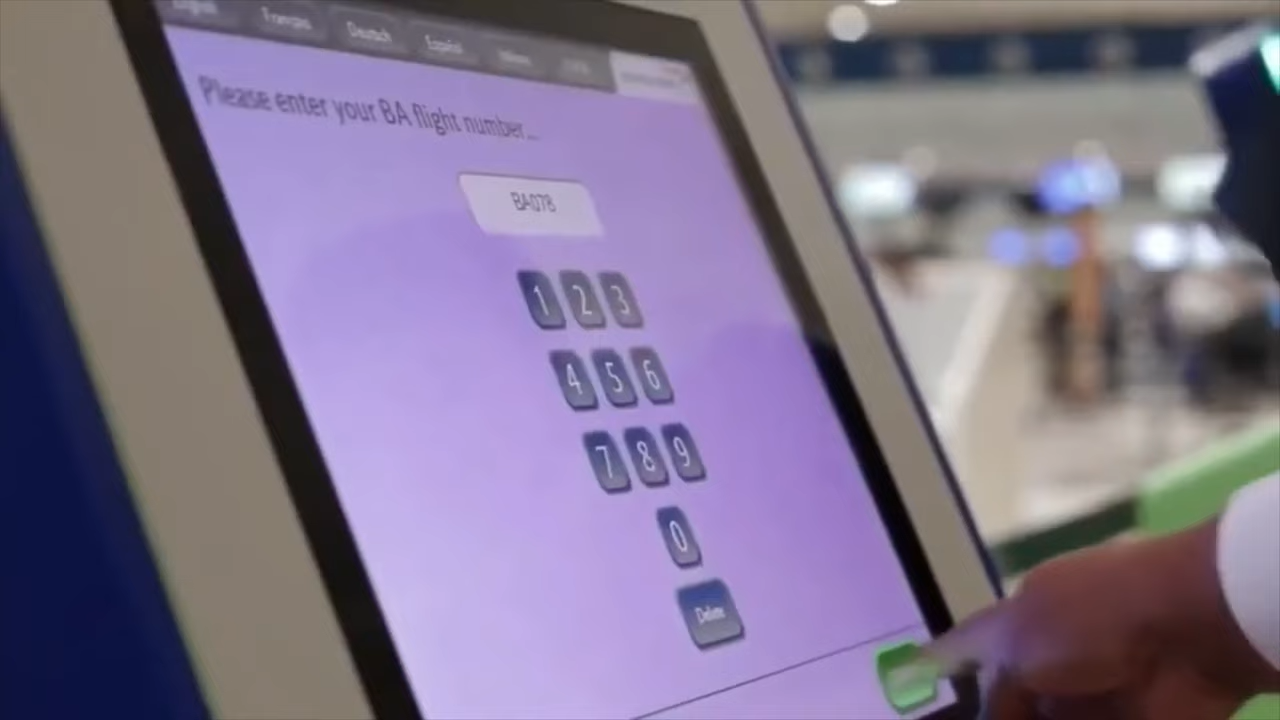 English Français Deutsch Español
Please enter your BA flight number...
BA078
1 2 3
4 5 6
7 8 9
0
Delete